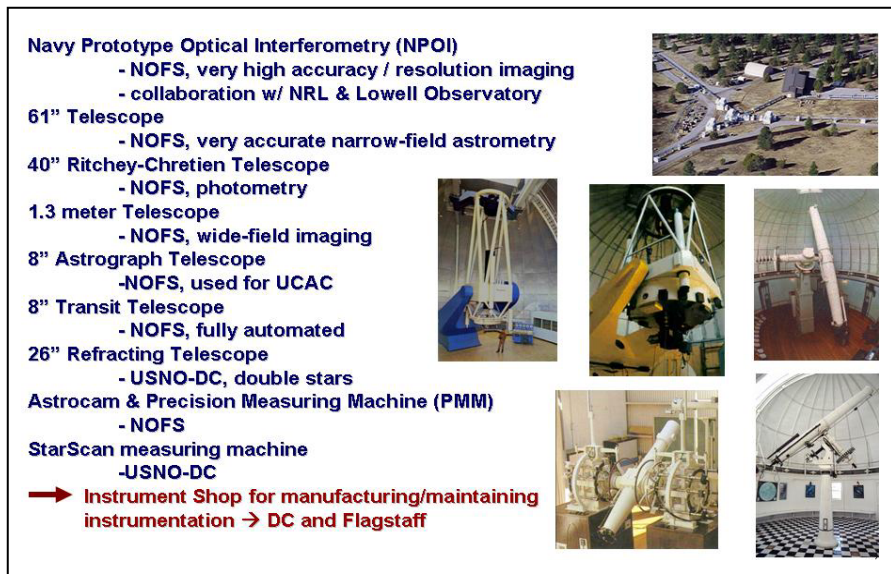 Navy Prototype Optical Interferometry (NPOI)
- NOFS, very high accuracy / resolution imaging
- collaboration w/ NRL & Lowell Observatory
61” Telescope
- NOFS, very accurate narrow-field astrometry
40” Ritchey-Chretien Telescope
- NOFS, photometry
1.3 meter Telescope
- NOFS, wide-field imaging
8” Astrograph Telescope
-NOFS, used for UCAC
8” Transit Telescope
- NOFS, fully automated
26” Refracting Telescope
- USNO-DC, double stars
Astrocam & Precision Measuring Machine (PMM)
- NOFS
StarScan measuring machine
-USNO-DC
Instrument Shop for manufacturing/maintaining
instrumentation → DC and Flagstaff